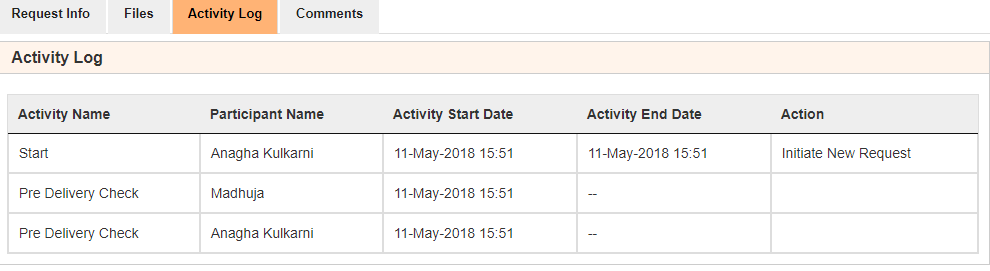 Request Info Files Activity Log Comments
Activity Log
Activity Name Participant Name Activity Start Date Activity End Date Action
Start Anagha Kulkarni 11-May-2018 15:51 11-May-2018 15:51 Initiate New Request
Pre Delivery Check Madhuja 11-May-2018 15:51 --
Pre Delivery Check Anagha Kulkarni 11-May-2018 15:51 --